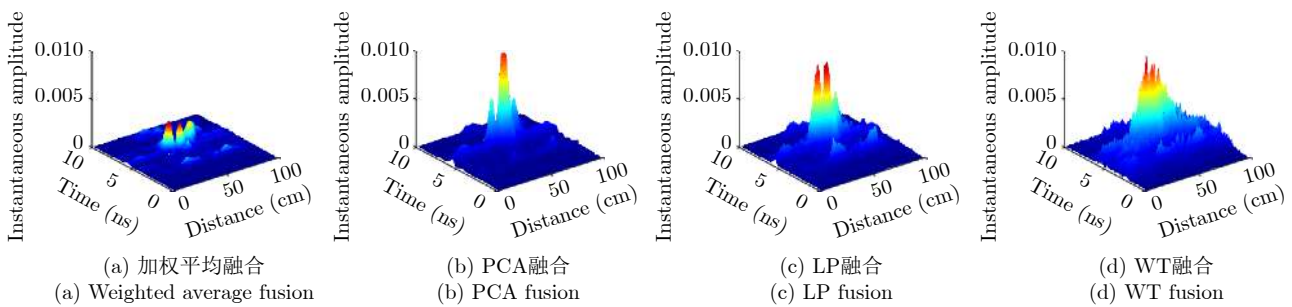 Instantaneous amplitude
0.010
0.005
0
10
5
0
Time (ns)
0
50
100
Distance (cm)
(a) 加权平均融合
(a) Weighted average fusion
Instantaneous amplitude
0.010
0.005
0
10
5
0
Time (ns)
0
50
100
Distance (cm)
(b) PCA融合
(b) PCA fusion
Instantaneous amplitude
0.010
0.005
0
10
5
0
Time (ns)
0
50
100
Distance (cm)
(c) LP融合
(c) LP fusion
Instantaneous amplitude
0.010
0.005
0
10
5
0
Time (ns)
0
50
100
Distance (cm)
(d) WT融合
(d) WT fusion